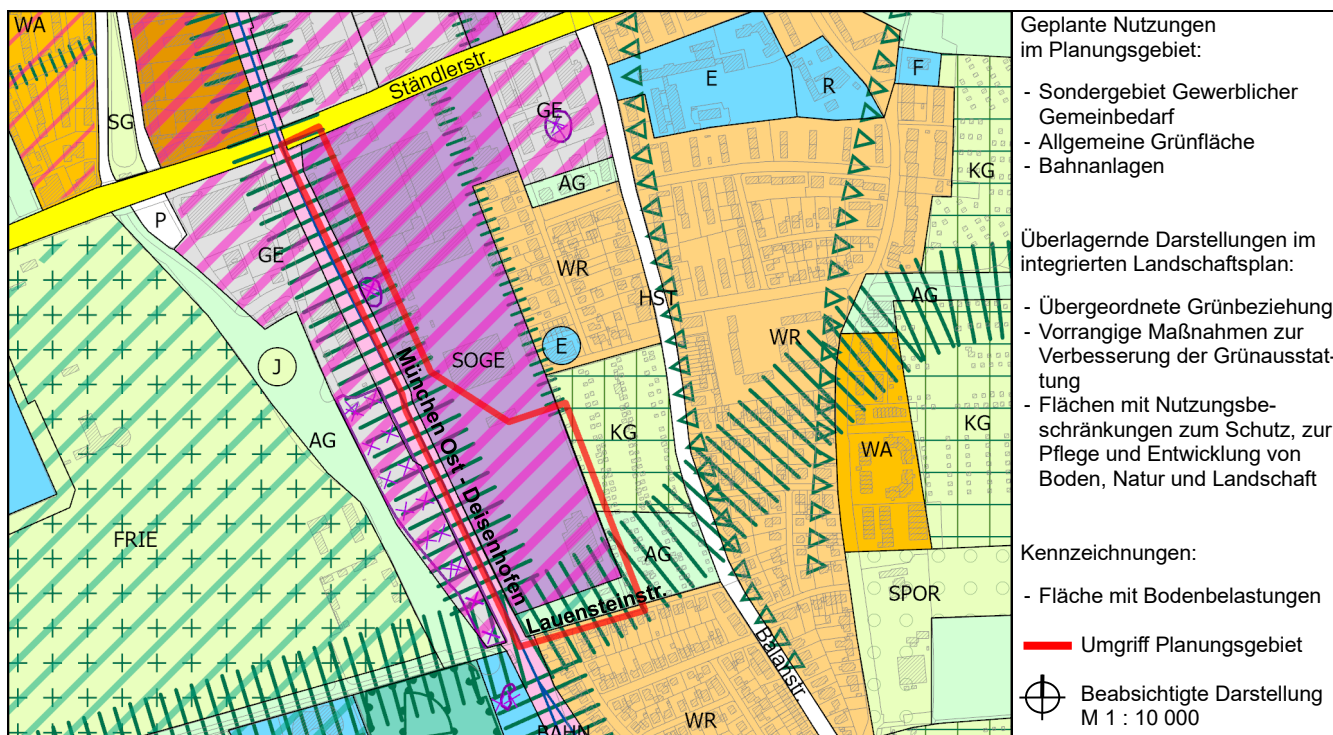 WA
SG
Ständlerstr.
GE
E
R
F
P
GE
AG
KG
WR
HST
AG
J
SOGE
E
WR
AG
KG
WA
KG
München Ost - Deisenhofen
FRIE
AG
SPOR
Lauensteinstr.
Balanstr.
WR
BAHN
Geplante Nutzungen
im Planungsgebiet:
- Sondergebiet Gewerblicher
Gemeinbedarf
- Allgemeine Grünfläche
- Bahnanlagen
Überlagernde Darstellungen im
integrierten Landschaftsplan:
- Übergeordnete Grünbeziehung
- Vorrangige Maßnahmen zur
Verbesserung der Grünausstat-
tung
- Flächen mit Nutzungsbe-
schränkungen zum Schutz, zur
Pflege und Entwicklung von
Boden, Natur und Landschaft
Kennzeichnungen:
- Fläche mit Bodenbelastungen
Umgriff Planungsgebiet
Beabsichtigte Darstellung
M 1 : 10 000